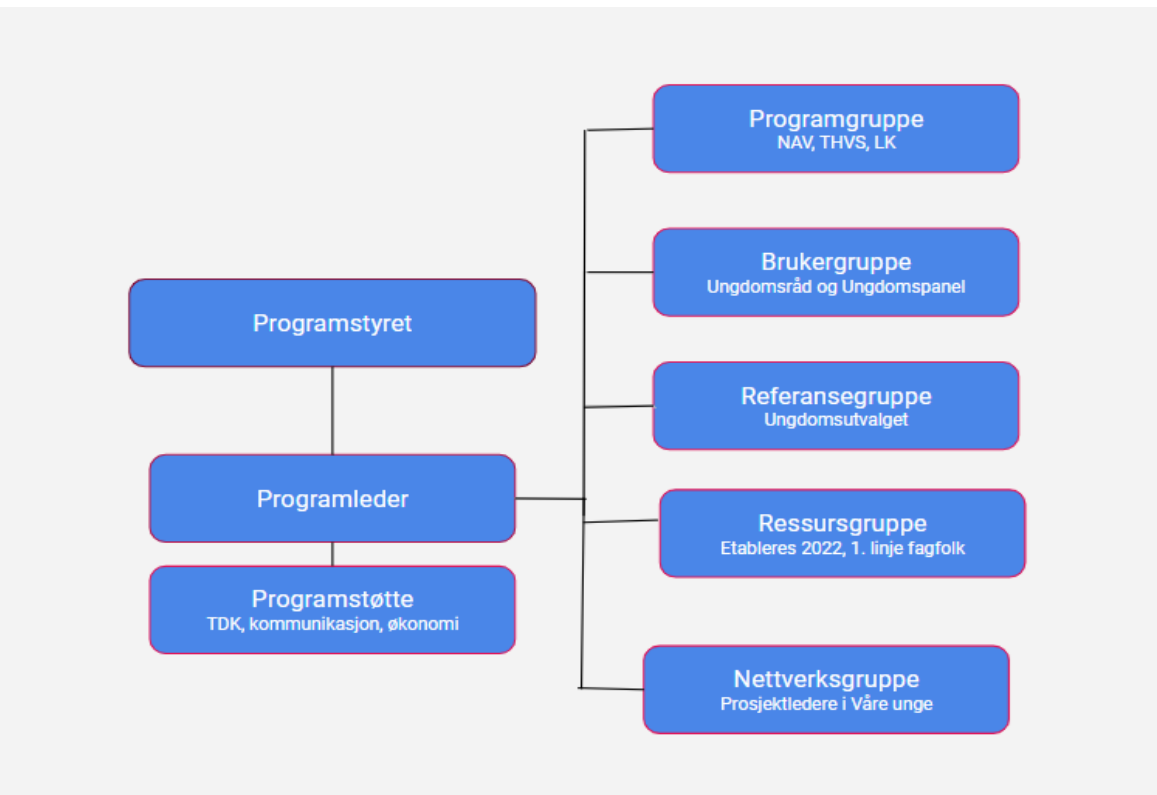 Programstyret
Programleder
Programstøtte
TDK, kommunikasjon, økonomi
Programgruppe
NAV, THVS, LK
Brukergruppe
Ungdomsråd og Ungdomspanel
Referansegruppe
Ungdomsutvalget
Ressursgruppe
Etableres 2022, 1. linje fagfolk
Nettverksgruppe
Prosjektledere i Våre unge